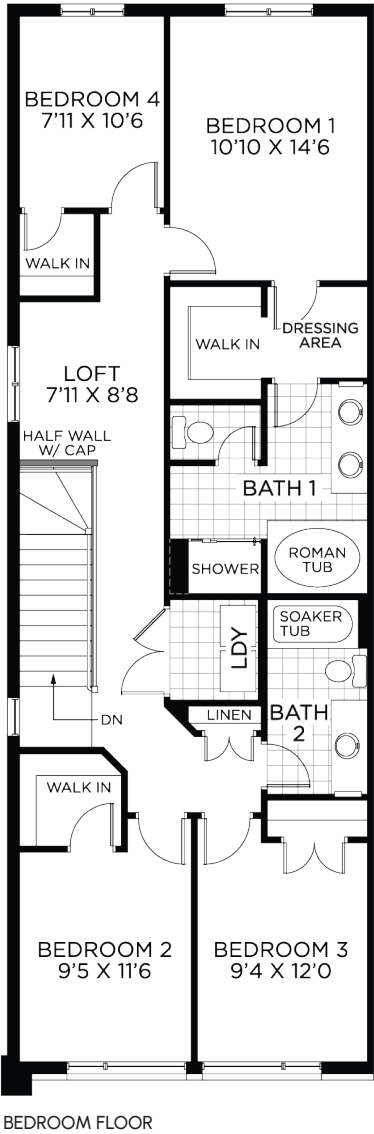 BEDROOM 4
7'11 X 10'6
BEDROOM 1
10'10 X 14'6
WALK IN
WALK IN
DRESSING
AREA
LOFT
7'11 X 8'8
HALF WALL
W/ CAP
BATH 1
SHOWER
ROMAN
TUB
SOAKER
TUB
LDY
DN
LINEN
BATH
2
WALK IN
BEDROOM 2
9'5 X 11'6
BEDROOM 3
9'4 X 12'0
BEDROOM FLOOR